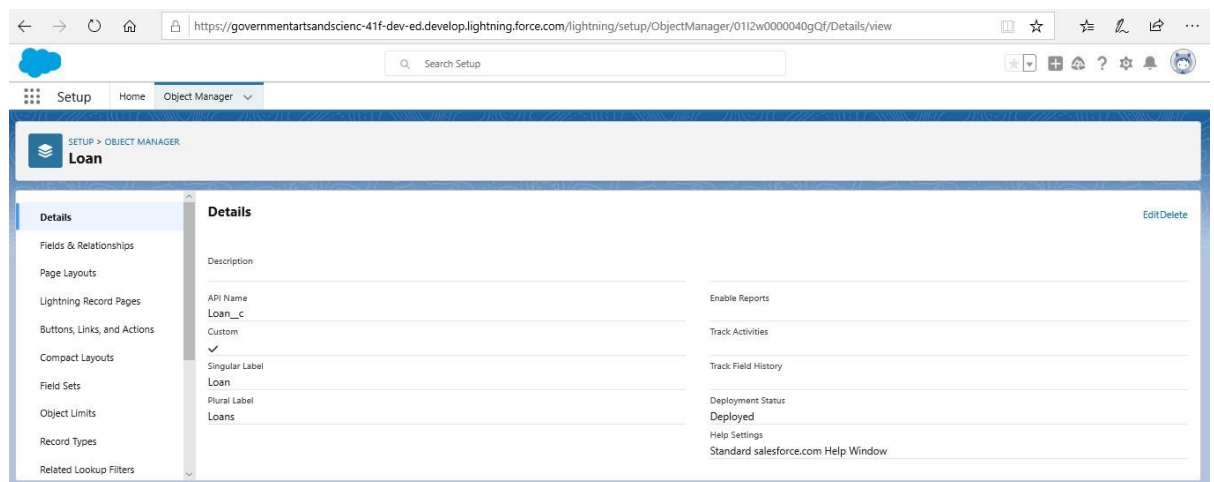 https://governmentartsandscienc-41f-dev-ed.develop.lightning.force.com/lightning/setup/ObjectManager/01I2w0000040gQf/Details/view
Search Setup
Setup
Home
Object Manager
SETUP > OBJECT MANAGER
Loan
Details
Fields & Relationships
Page Layouts
Lightning Record Pages
Buttons, Links, and Actions
Compact Layouts
Field Sets
Object Limits
Record Types
Related Lookup Filters
Details
Edit Delete
Description
API Name
Loan__c
Custom
Singular Label
Loan
Plural Label
Loans
Enable Reports
Track Activities
Track Field History
Deployment Status
Deployed
Help Settings
Standard salesforce.com Help Window